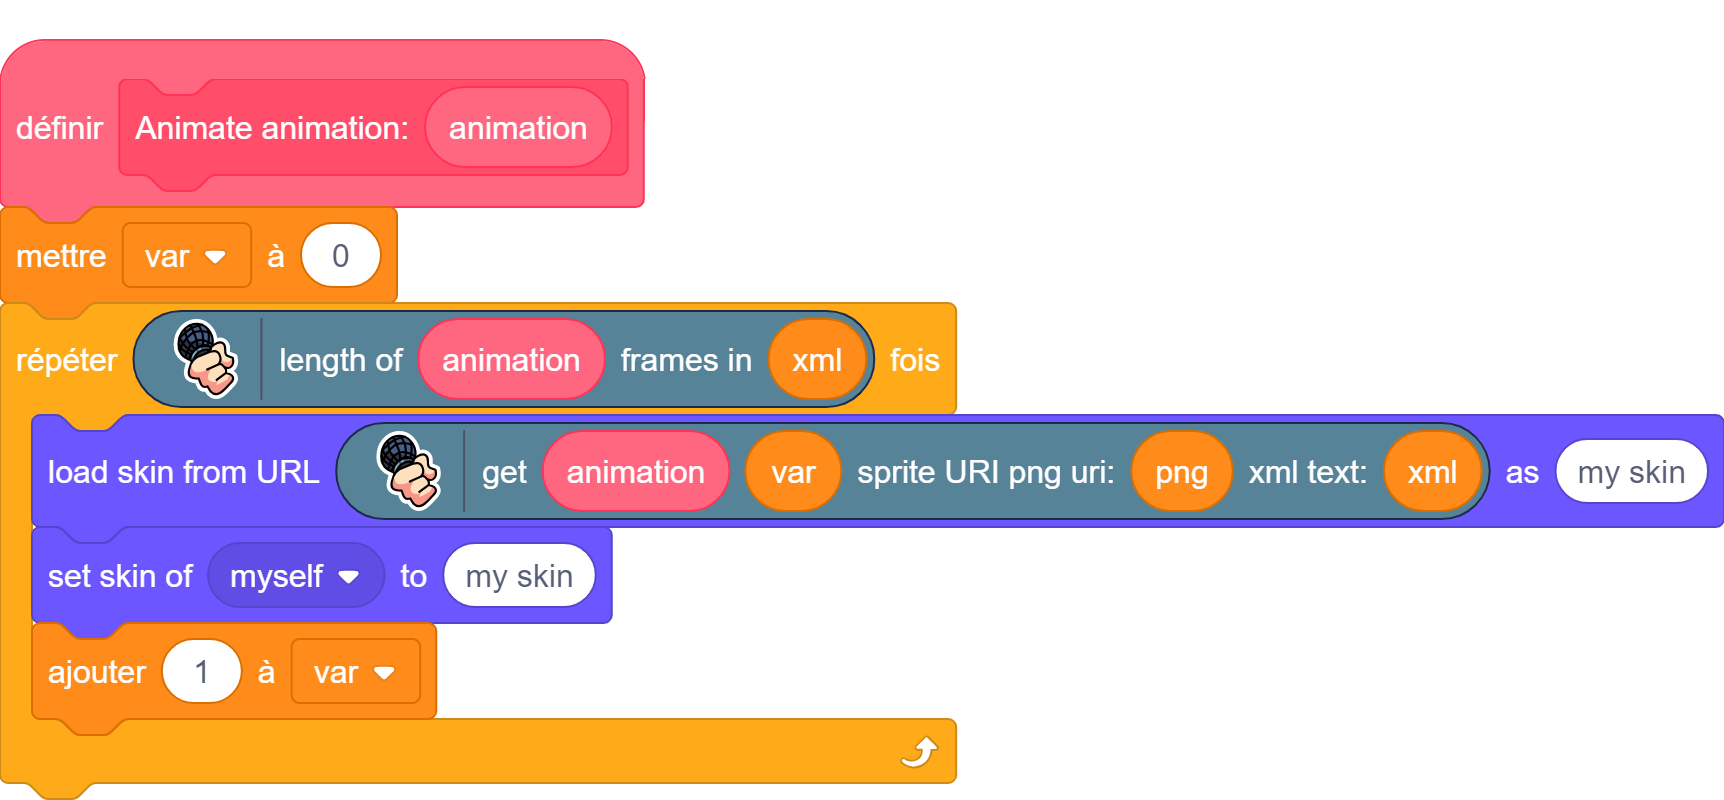 définir Animate animation: animation
mettre var à 0
répéter length of animation frames in xml fois
load skin from URL get animation var sprite URI png uri: png xml text: xml as my skin
set skin of myself to my skin
ajouter 1 à var